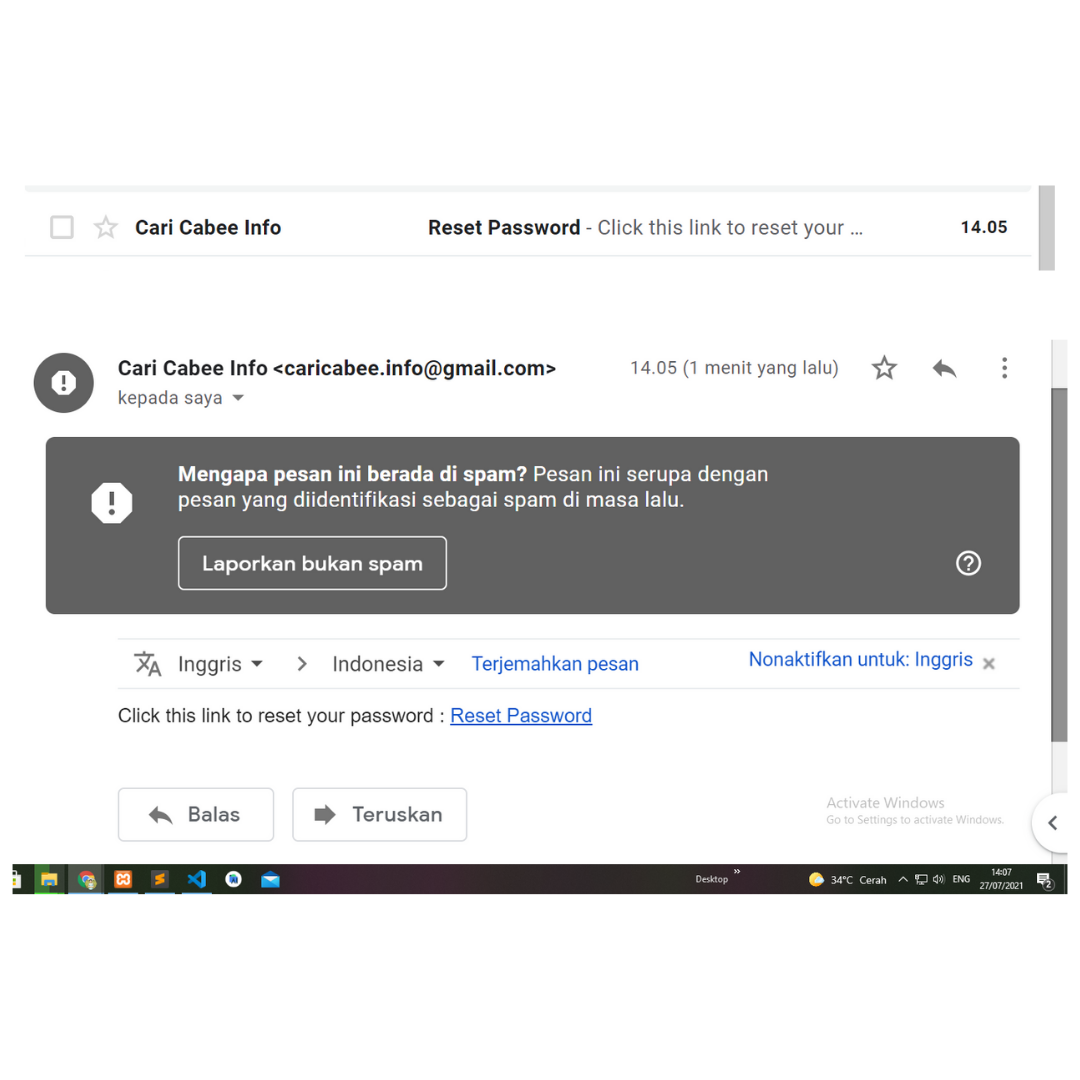 Cari Cabee Info Reset Password - Click this link to reset your ... 14.05
Cari Cabee Info <caricabee.info@gmail.com> 14.05 (1 menit yang lalu)
kepada saya
Mengapa pesan ini berada di spam? Pesan ini serupa dengan
pesan yang diidentifikasi sebagai spam di masa lalu.
Laporkan bukan spam
Inggris > Indonesia Terjemahkan pesan Nonaktifkan untuk: Inggris
Click this link to reset your password : Reset Password
Balas Teruskan
Activate Windows
Go to Settings to activate Windows.
Desktop 34°C Cerah ENG 14:07
27/07/2021 2